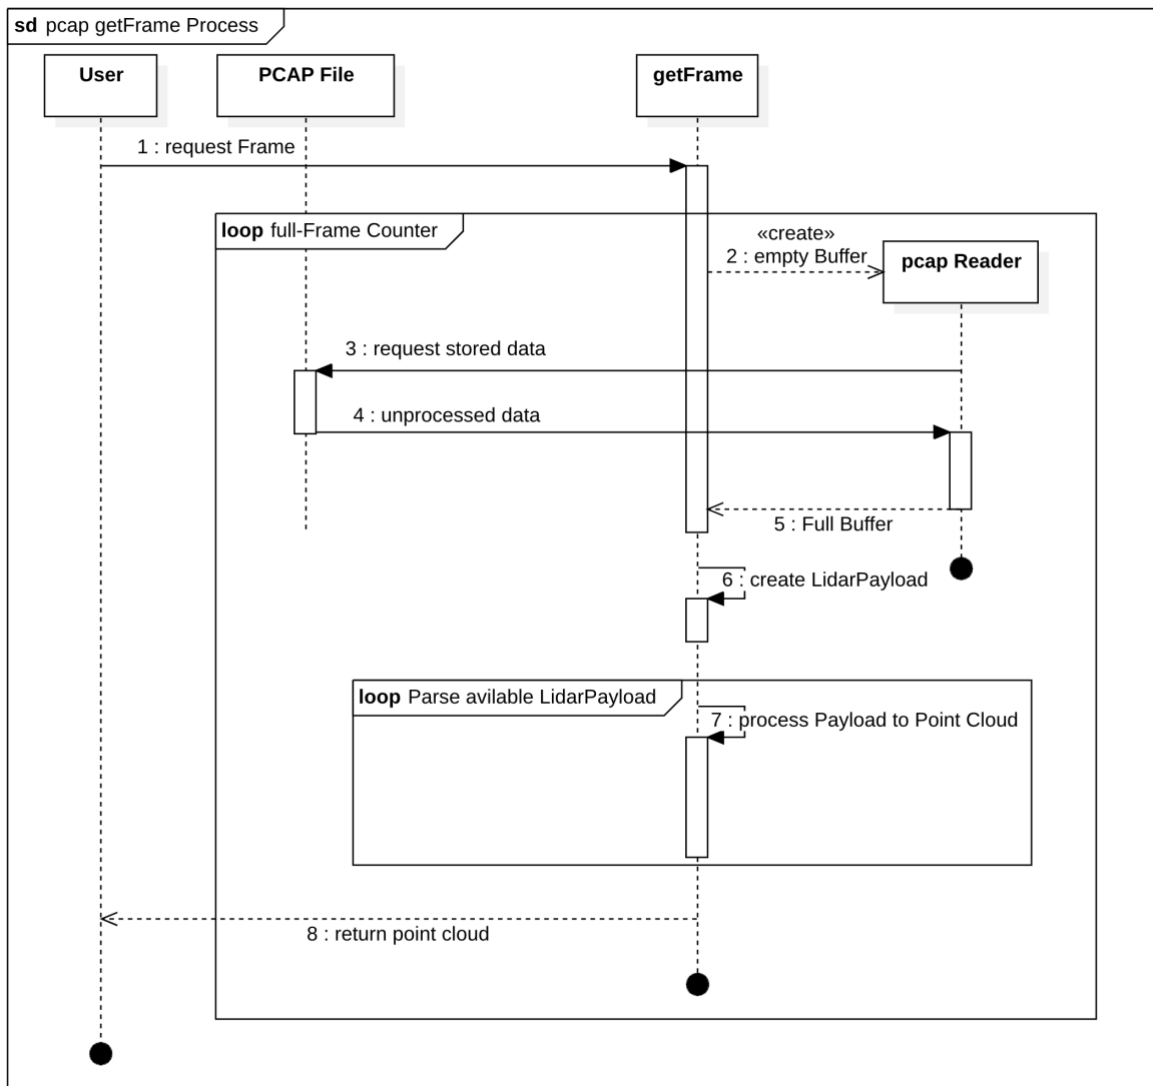 sd pcap getFrame Process
User
PCAP File
getFrame
1 : request Frame
loop full-Frame Counter
«create»
2 : empty Buffer
pcap Reader
3 : request stored data
4 : unprocessed data
5 : Full Buffer
6 : create LidarPayload
loop Parse avilable LidarPayload
7 : process Payload to Point Cloud
8 : return point cloud